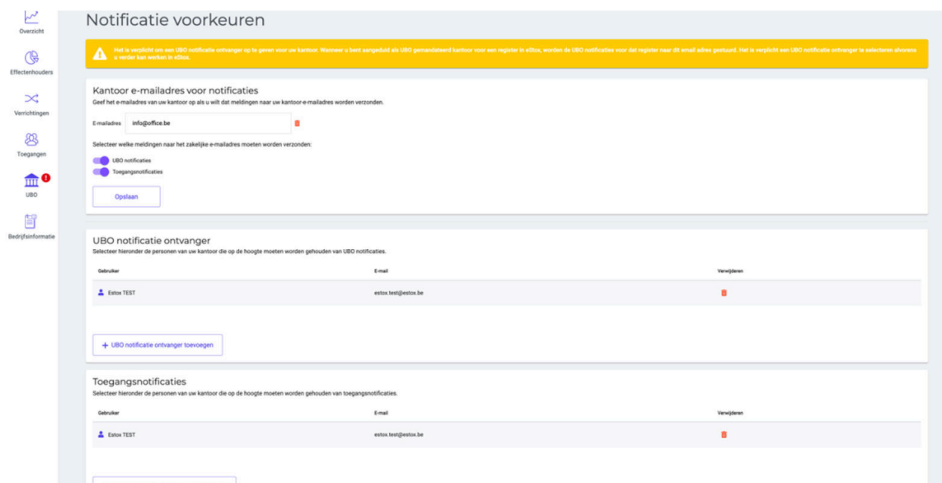 Overzicht
Effectenhouders
Verrichtingen
Toegangen
UBO
Bedrijfsinformatie
Notificatie voorkeuren
Het is verplicht om een UBO notificatie ontvanger op te geven voor uw kantoor. Wanneer u bent aangeduid als UBO gemandateerd kantoor voor een register in eStox, worden de UBO notificaties voor dat register naar dit email adres gestuurd. Het is verplicht een UBO notificatie ontvanger te selecteren alvorens
u verder kan werken in eStox.
Kantoor e-mailadres voor notificaties
Geef het e-mailadres van uw kantoor op als u wilt dat meldingen naar uw kantoor-e-mailadres worden verzonden.
E-mailadres info@office.be
Selecteer welke meldingen naar het zakelijke e-mailadres moeten worden verzonden:
UBO notificaties
Toegangsnotificaties
Opslaan
UBO notificatie ontvanger
Selecteer hieronder de personen van uw kantoor die op de hoogte moeten worden gehouden van UBO notificaties.
Gebruiker E-mail Verwijderen
Estox TEST estox.test@estox.be
+ UBO notificatie ontvanger toevoegen
Toegangsnotificaties
Selecteer hieronder de personen van uw kantoor die op de hoogte moeten worden gehouden van toegangsnotificaties.
Gebruiker E-mail Verwijderen
Estox TEST estox.test@estox.be